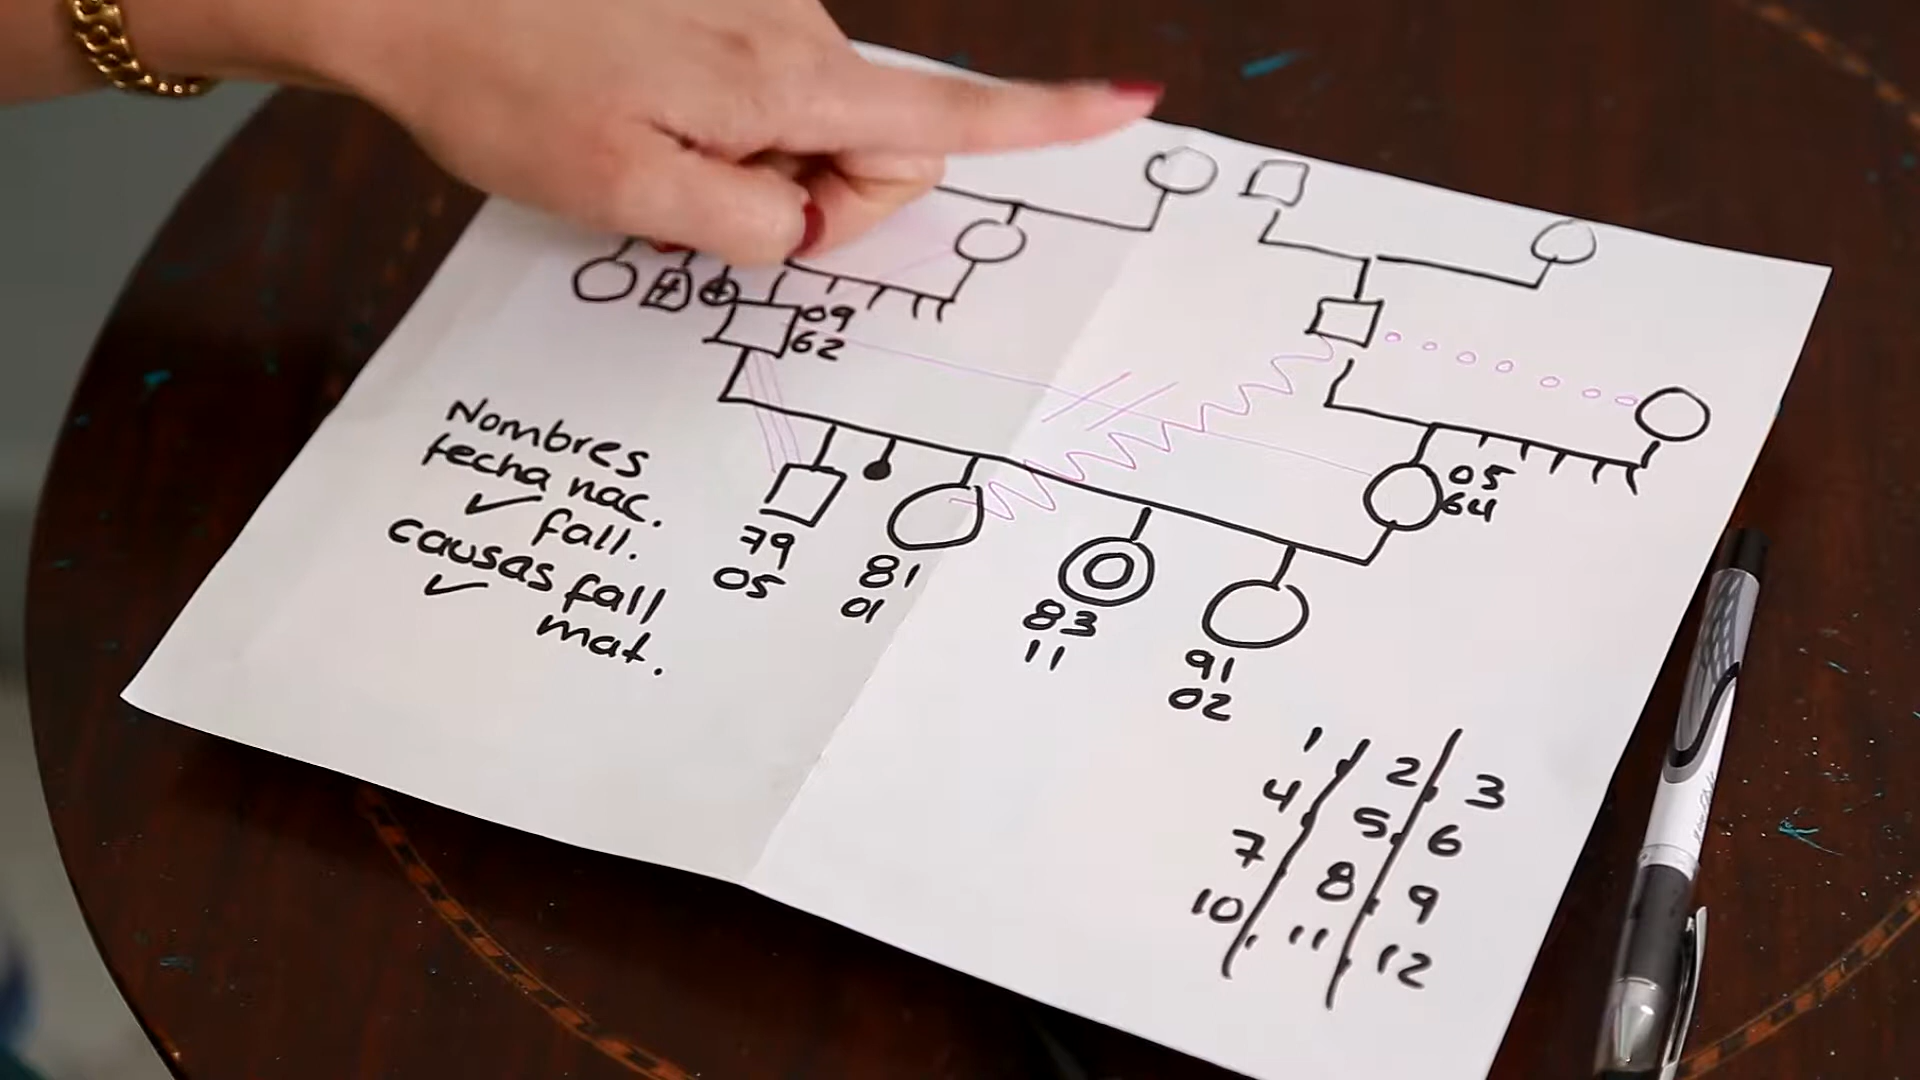 09
62
05
64
Nombres
fecha nac.
✓ fall.
causas fall
✓ mat.
79
05
81
01
83
11
91
02
1 2 3
4 5 6
7 8 9
10 11 12